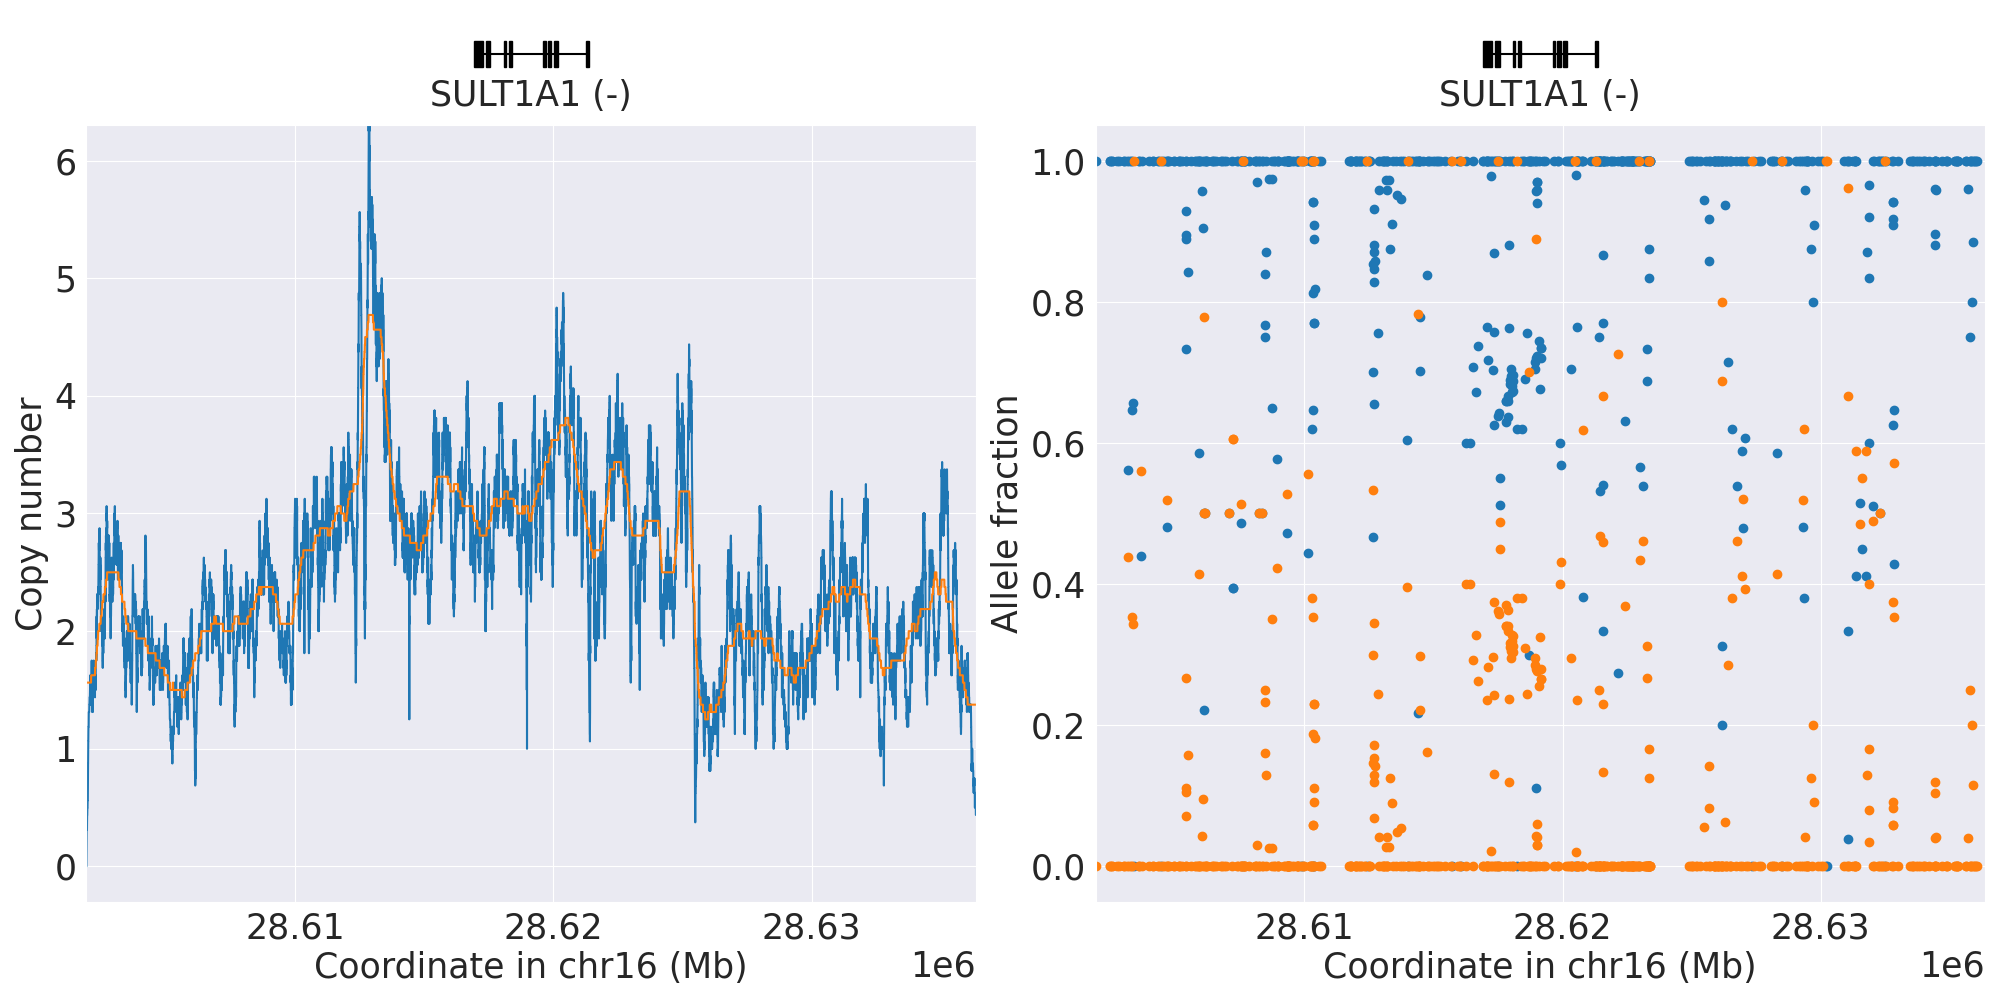 SULT1A1 (-)
Copy number
6
5
4
3
2
1
0
28.61 28.62 28.63
Coordinate in chr16 (Mb) 1e6
SULT1A1 (-)
Allele fraction
1.0
0.8
0.6
0.4
0.2
0.0
28.61 28.62 28.63
Coordinate in chr16 (Mb) 1e6